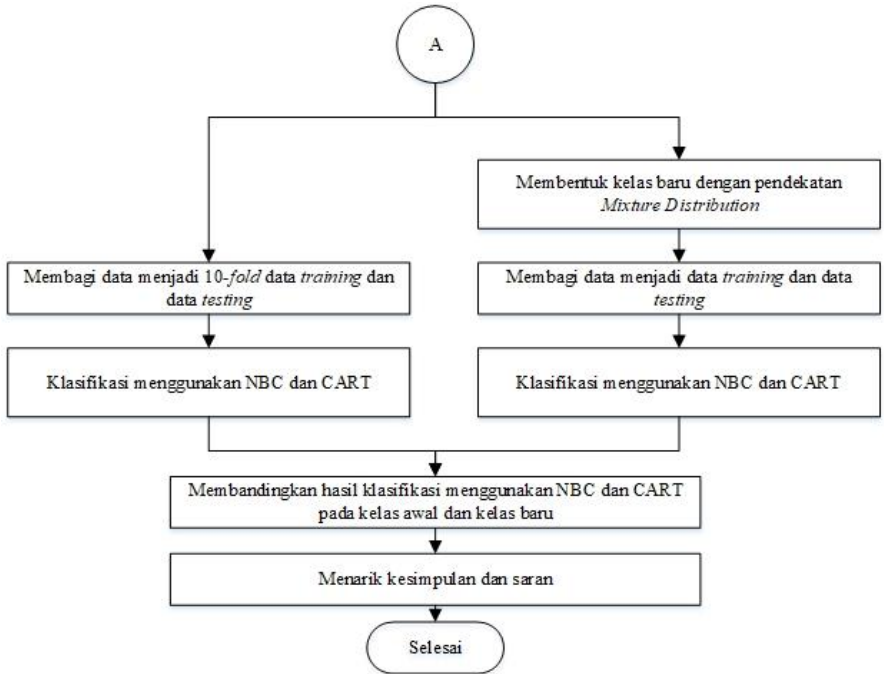 A
Membentuk kelas baru dengan pendekatan
Mixture Distribution
Membagi data menjadi 10-fold data training dan
data testing
Membagi data menjadi data training dan data
testing
Klasifikasi menggunakan NBC dan CART
Klasifikasi menggunakan NBC dan CART
Membandingkan hasil klasifikasi menggunakan NBC dan CART
pada kelas awal dan kelas baru
Menarik kesimpulan dan saran
Selesai